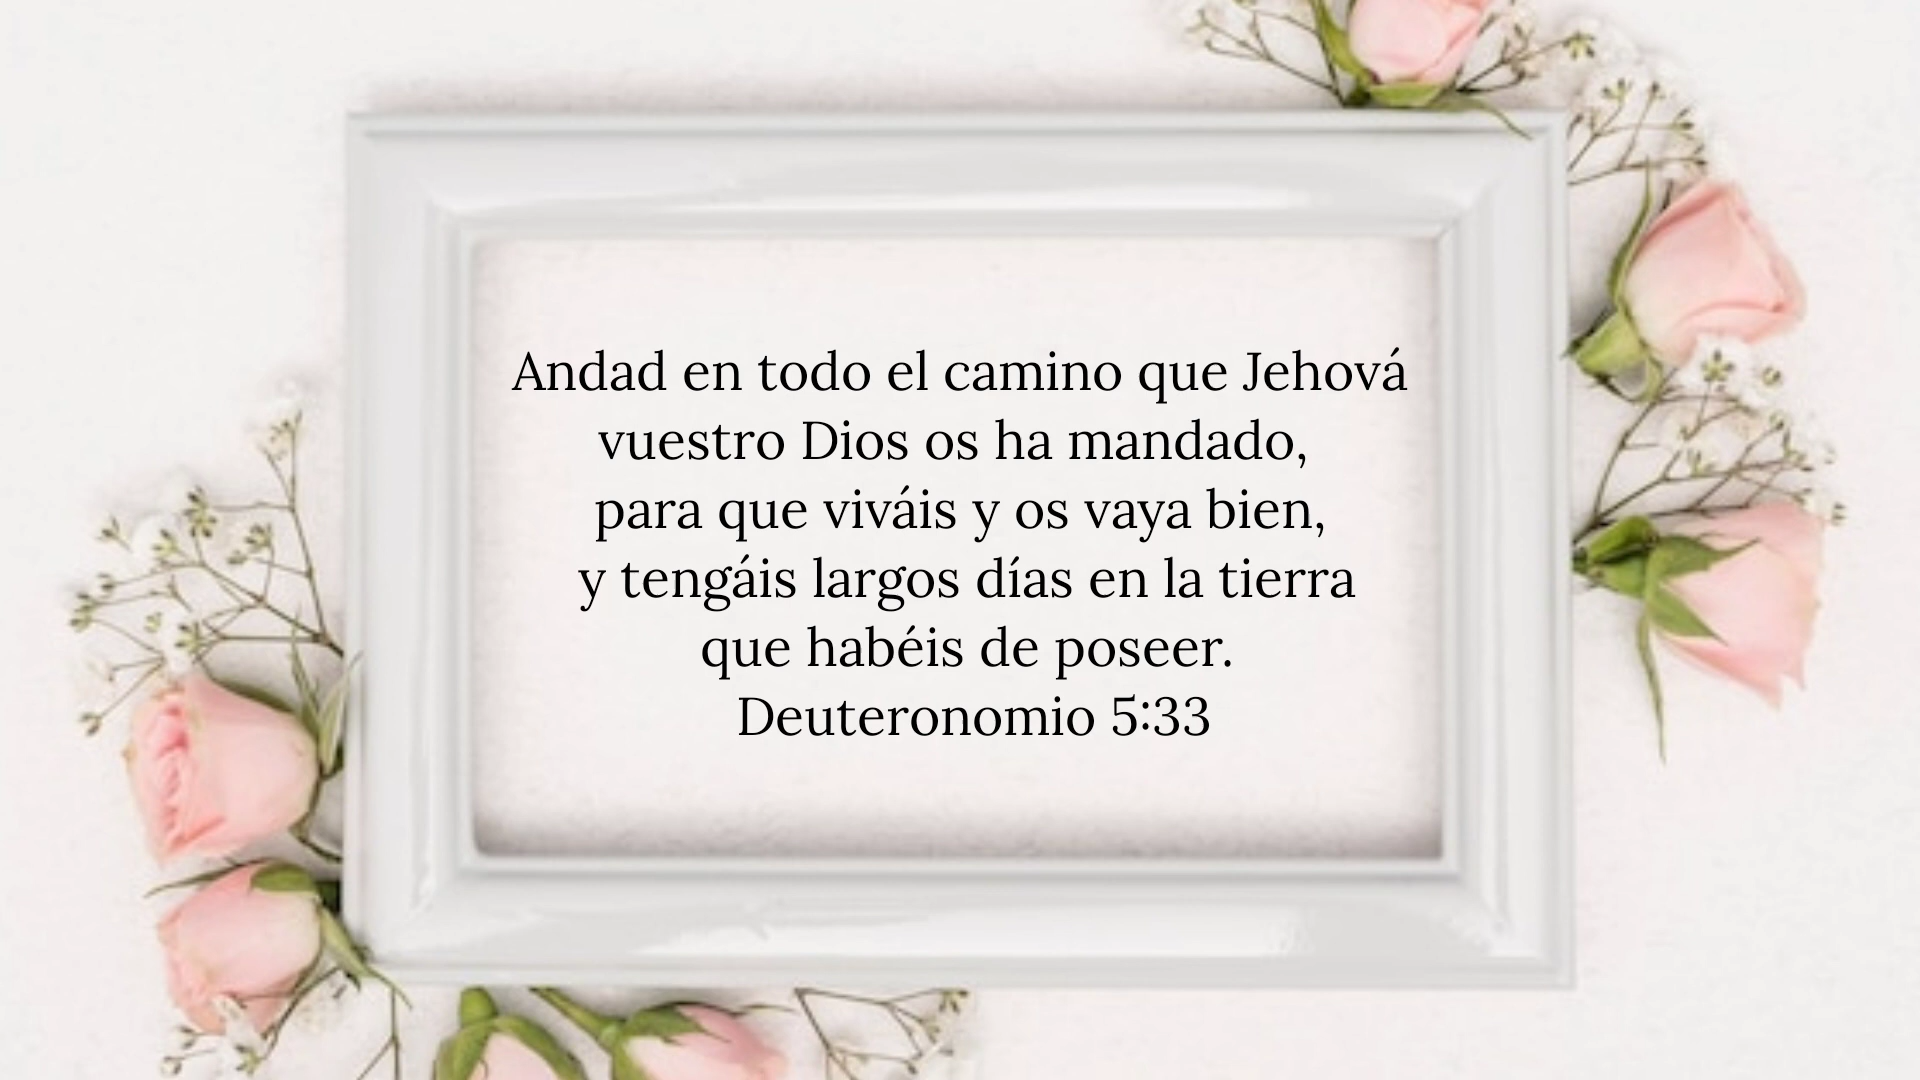 Andad en todo el camino que Jehová
vuestro Dios os ha mandado,
para que viváis y os vaya bien,
y tengáis largos días en la tierra
que habéis de poseer.
Deuteronomio 5:33